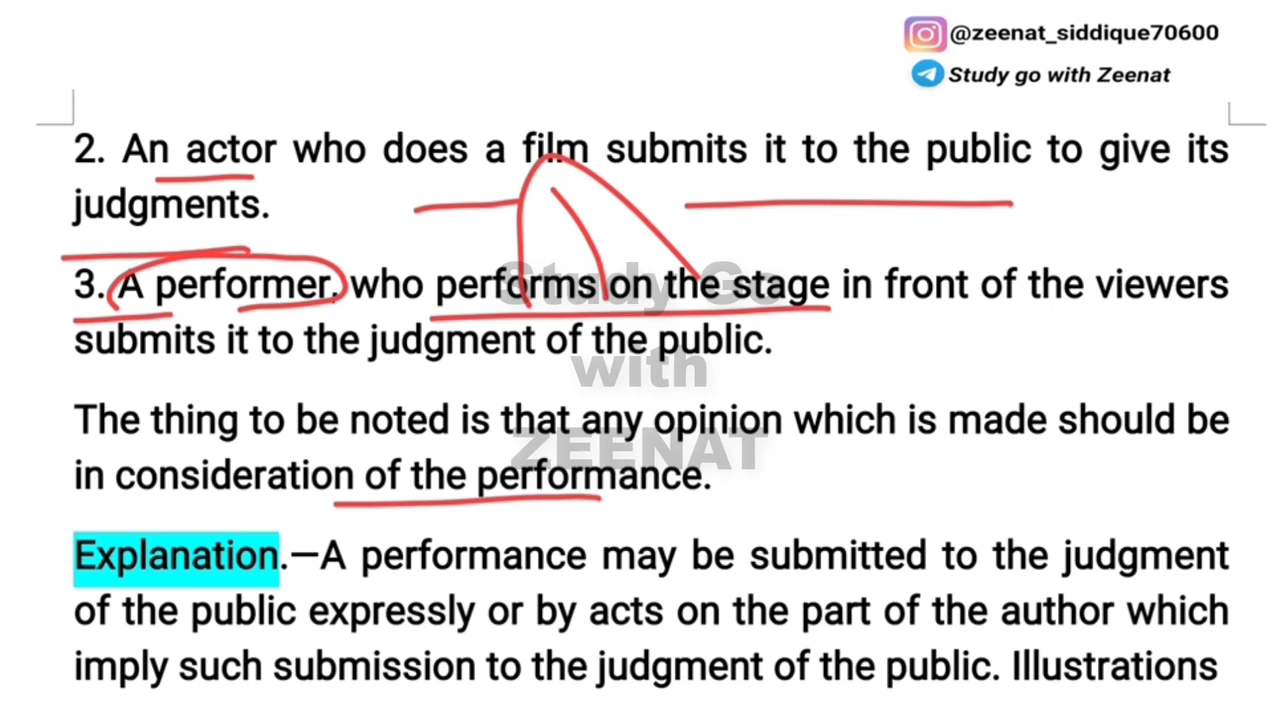 @zeenat_siddique70600
Study go with Zeenat
2. An actor who does a film submits it to the public to give its
judgments.
3. A performer, who performs on the stage in front of the viewers
submits it to the judgment of the public.
The thing to be noted is that any opinion which is made should be
in consideration of the performance.
Explanation.—A performance may be submitted to the judgment
of the public expressly or by acts on the part of the author which
imply such submission to the judgment of the public. Illustrations
Study Go
with
ZEENAT